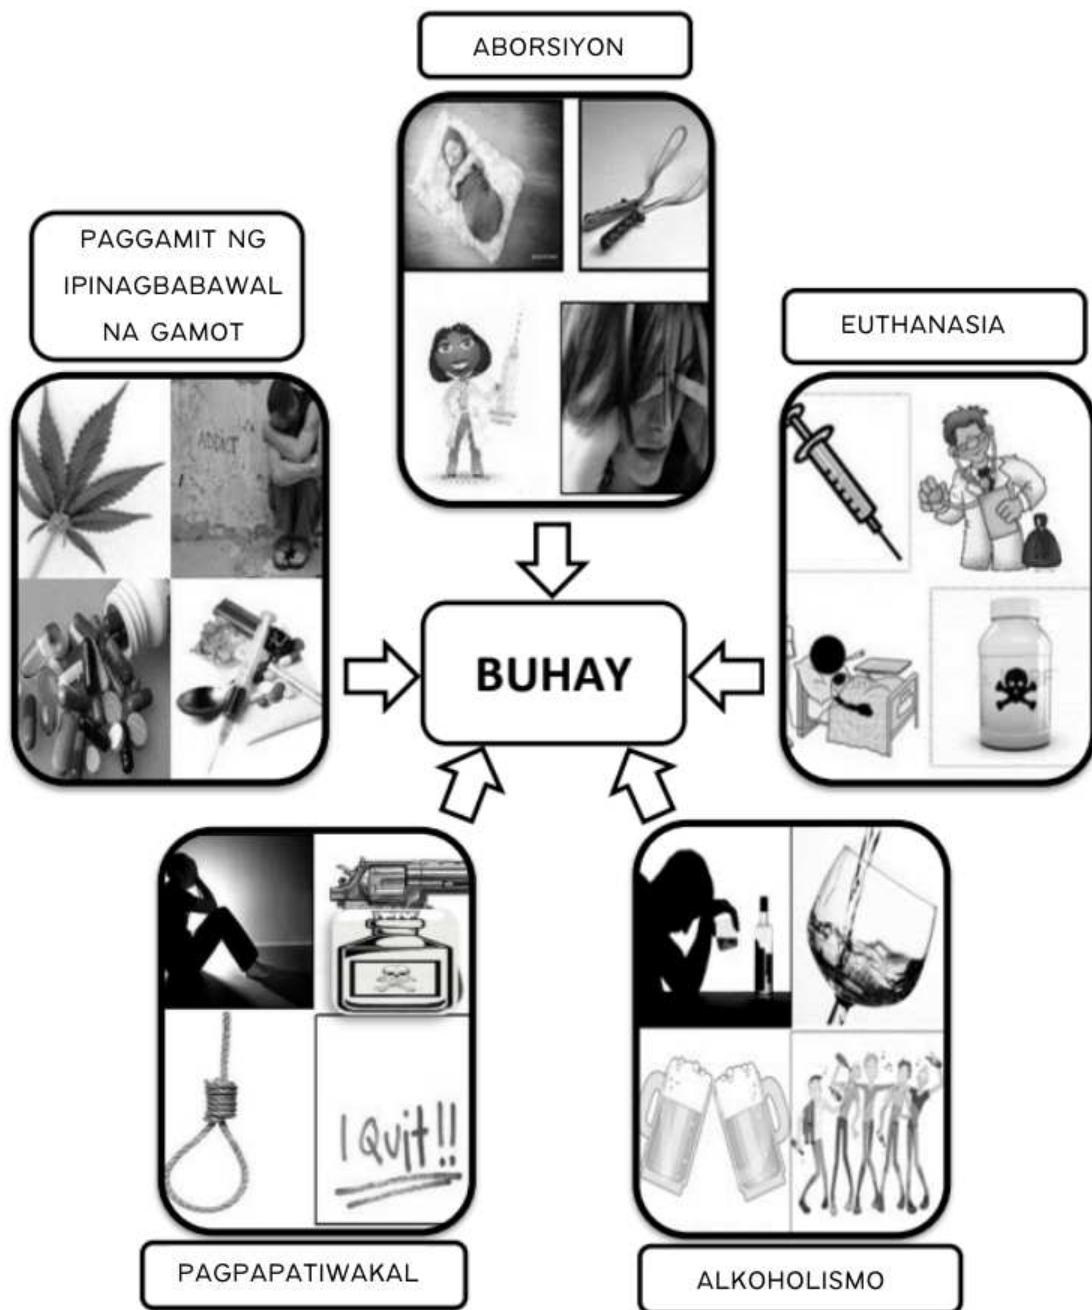 ABORSIYON
PAGGAMIT NG
IPINAGBABAWAL
NA GAMOT
EUTHANASIA
ADDICT
BUHAY
I QUIT!!
PAGPAPATIWAKAL
ALKOHOLISMO